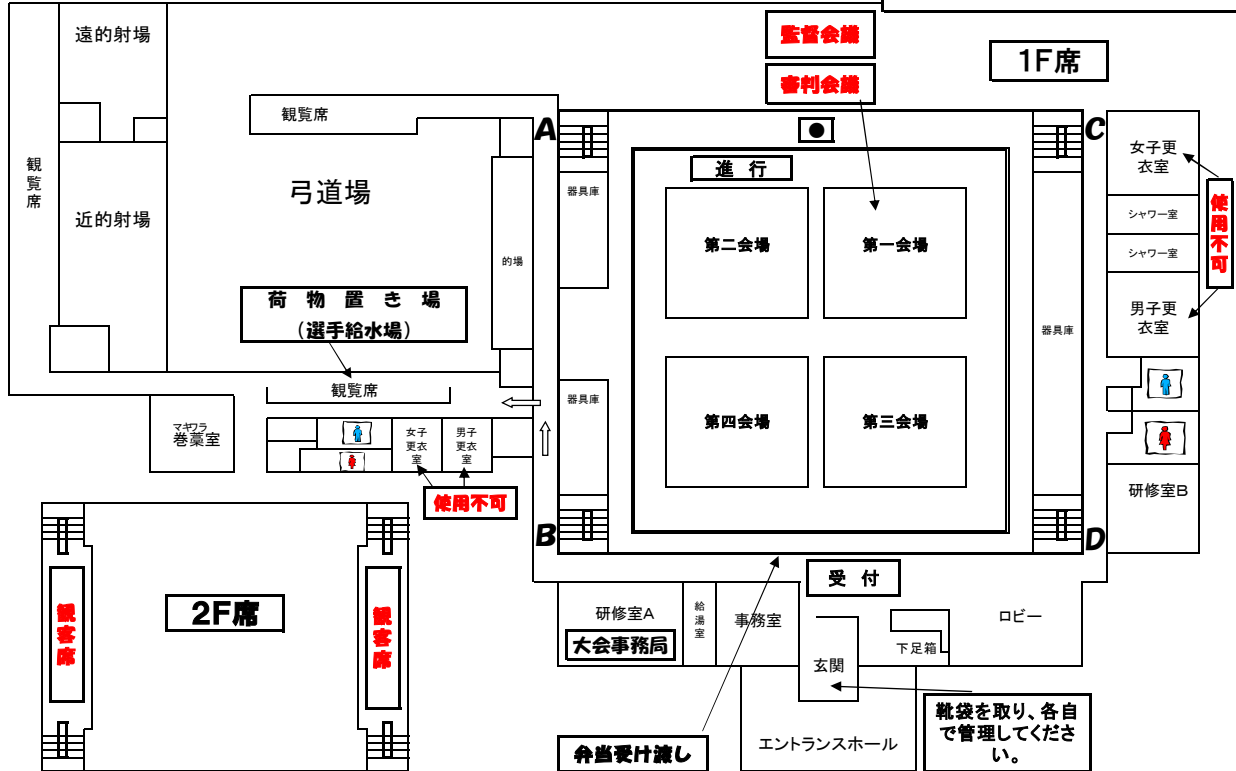 遠的射場
監督会議
1F席
審判会議
観覧席
A
C
女子更
衣室
進 行
観覧席
弓道場
器具庫
使用不可
近的射場
シャワー室
第二会場
第一会場
シャワー室
的場
荷 物 置 き 場
(選手給水場)
男子更
衣室
器具庫
観覧席
器具庫
マキワラ
巻藁室
女子
更衣
室
男子
更衣
室
第四会場
第三会場
使用不可
研修室B
B
D
受 付
2F席
観客席
観客席
研修室A
給湯室
事務室
ロビー
大会事務局
下足箱
玄関
靴袋を取り、各自
で管理してくださ
い。
弁当受け渡し
エントランスホール